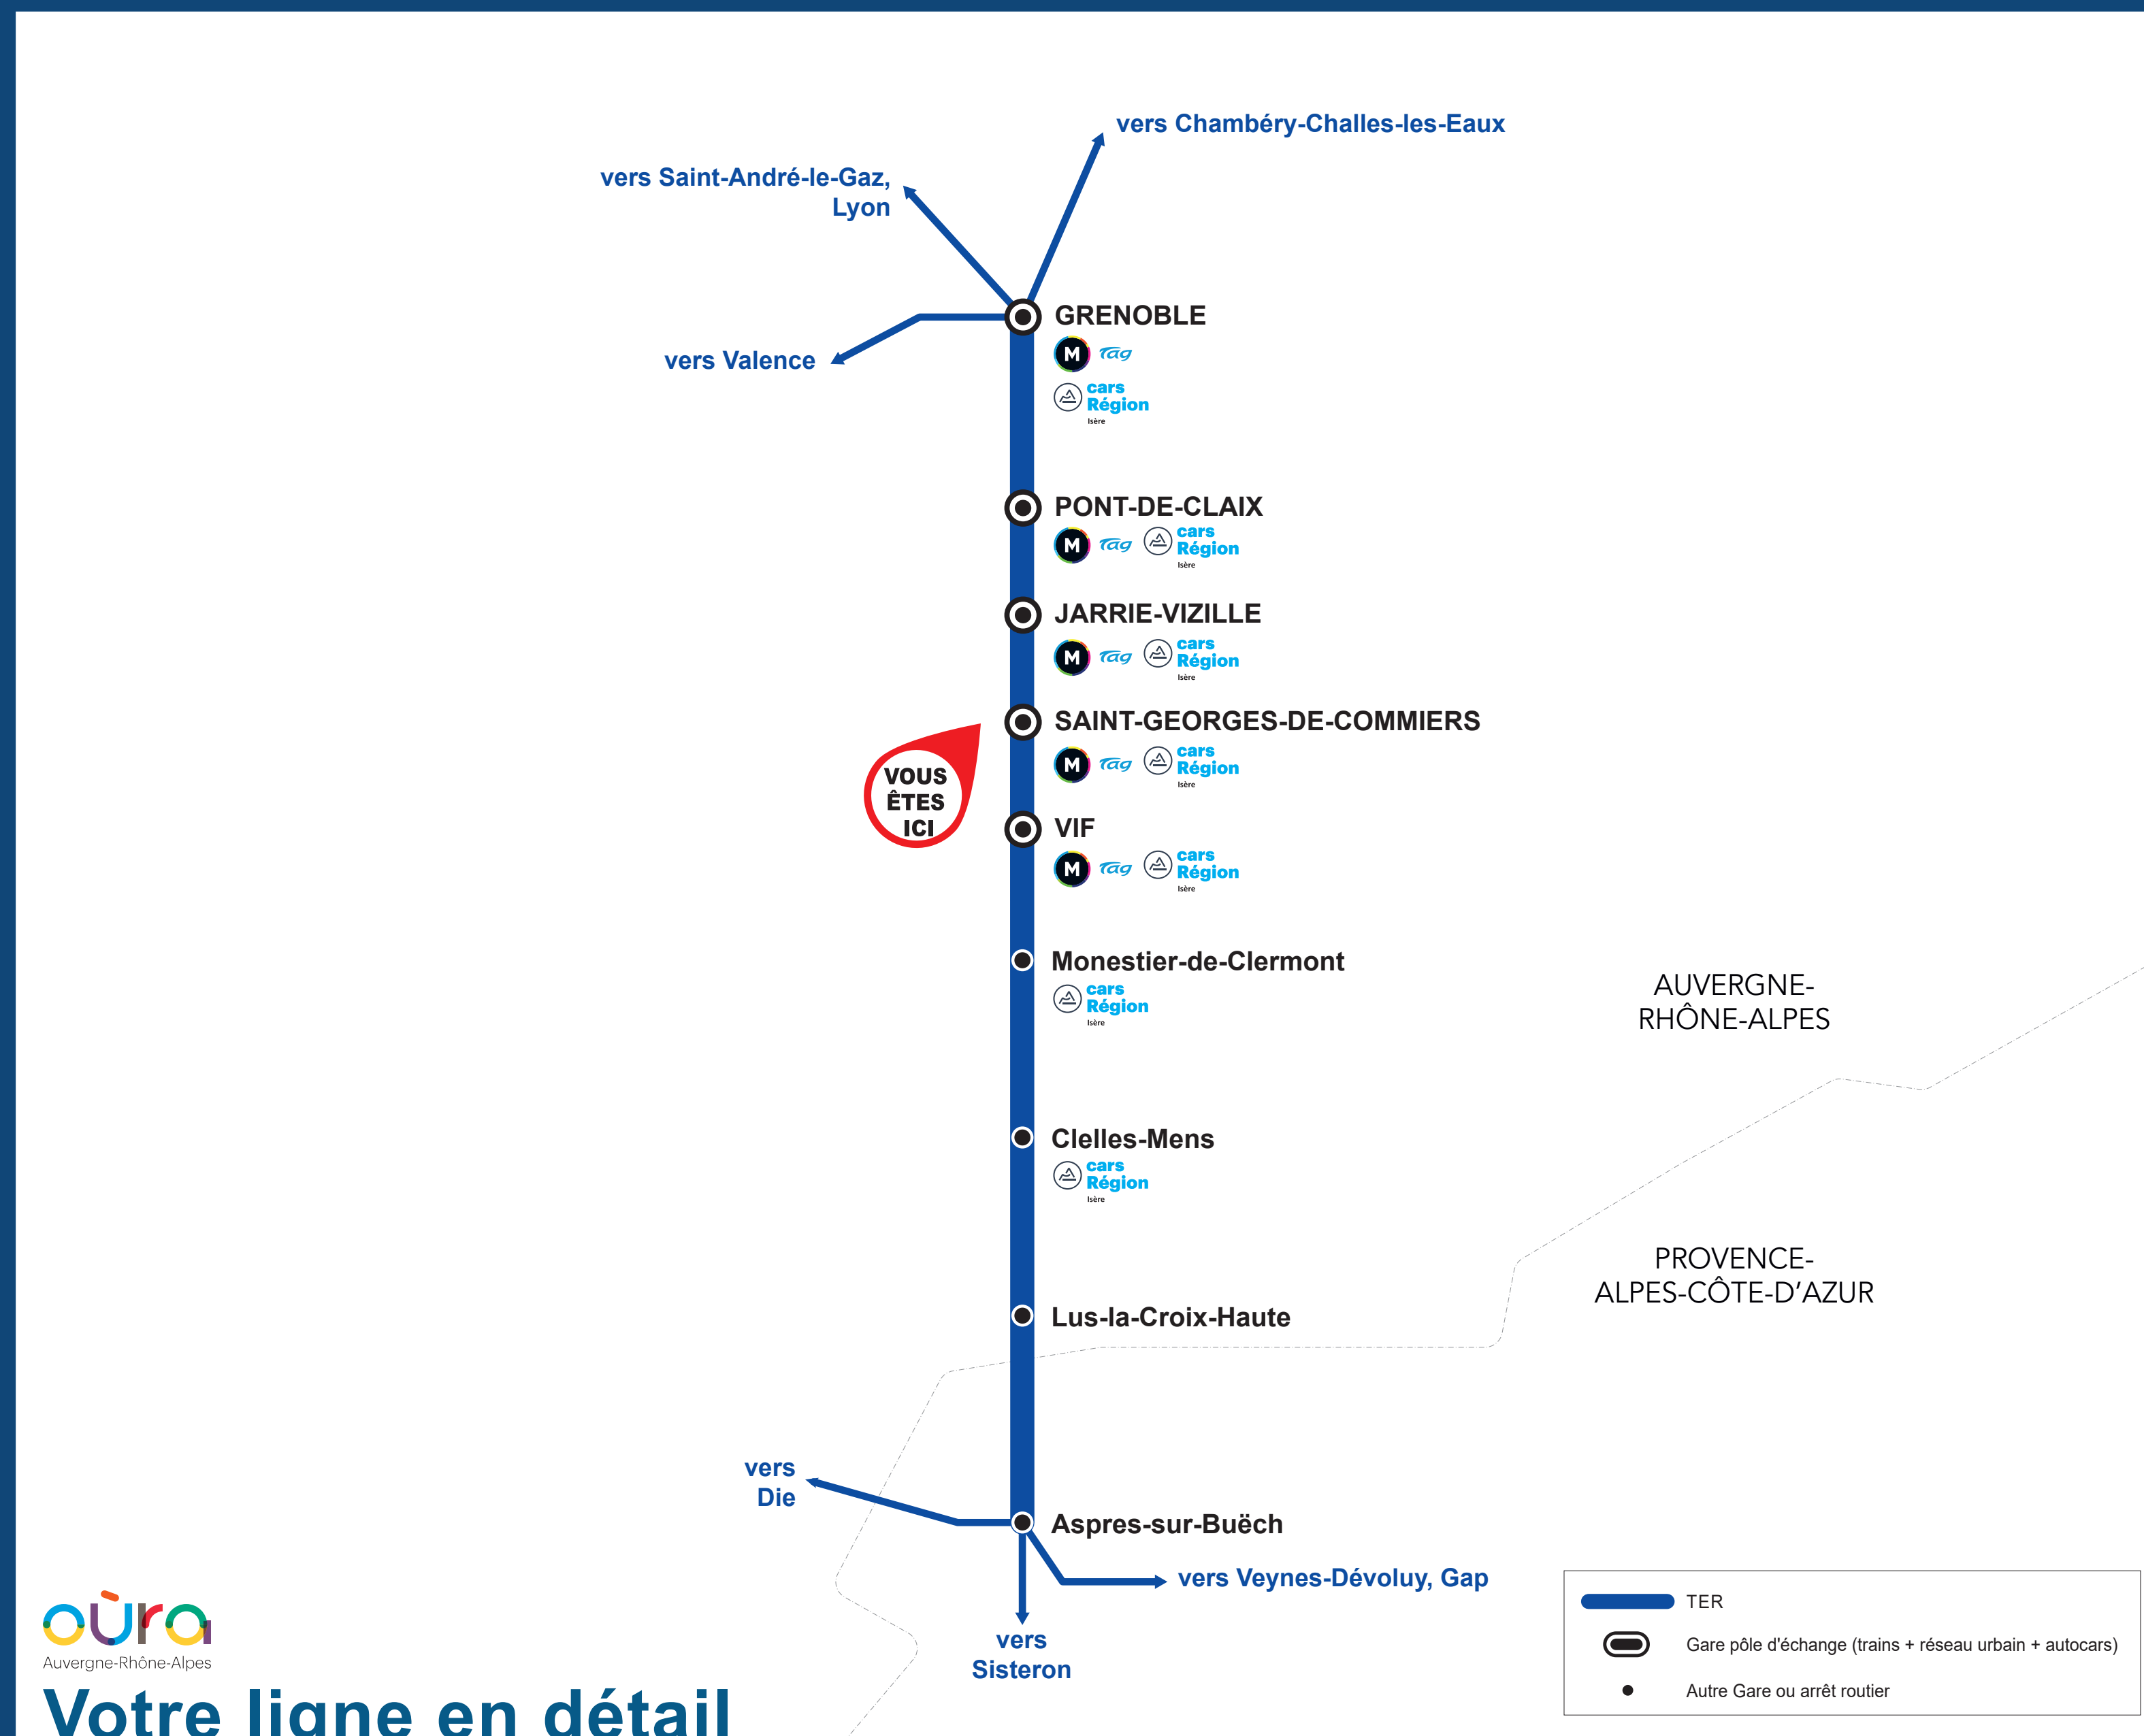 vers Chambéry-Challes-les-Eaux
vers Saint-André-le-Gaz,
Lyon
GRENOBLE
M Tag
vers Valence
cars
Région
Isère
PONT-DE-CLAIX
M Tag cars
Région
Isère
JARRIE-VIZILLE
M Tag cars
Région
Isère
SAINT-GEORGES-DE-COMMIERS
M Tag cars
Région
Isère
VOUS
ÊTES
ICI
VIF
M Tag cars
Région
Isère
Monestier-de-Clermont
cars
Région
Isère
AUVERGNE-
RHÔNE-ALPES
Clelles-Mens
cars
Région
Isère
PROVENCE-
ALPES-CÔTE-D’AZUR
Lus-la-Croix-Haute
vers
Die
Aspres-sur-Buëch
vers Veynes-Dévoluy, Gap
vers
Sisteron
TER
Gare pôle d'échange (trains + réseau urbain + autocars)
Autre Gare ou arrêt routier
oùra
Auvergne-Rhône-Alpes
Votre ligne en détail